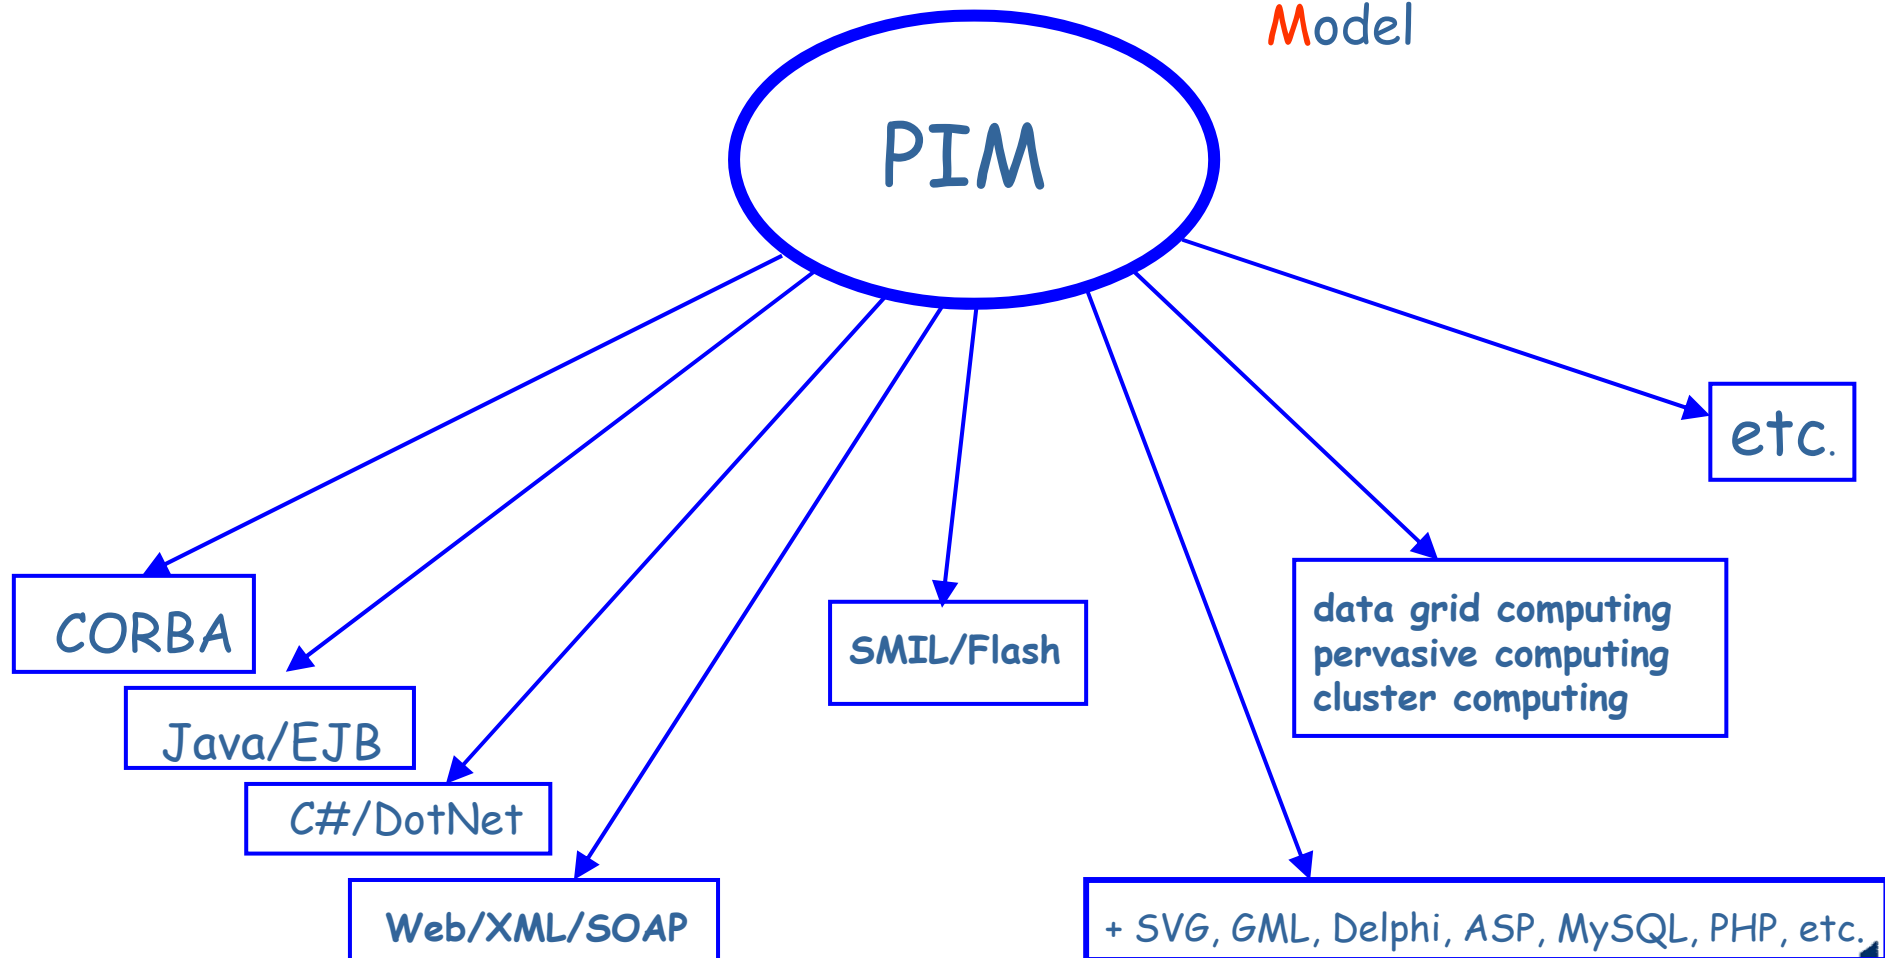 Model
PIM
etc.
CORBA
Java/EJB
C#/DotNet
Web/XML/SOAP
SMIL/Flash
data grid computing
pervasive computing
cluster computing
+ SVG, GML, Delphi, ASP, MySQL, PHP, etc.